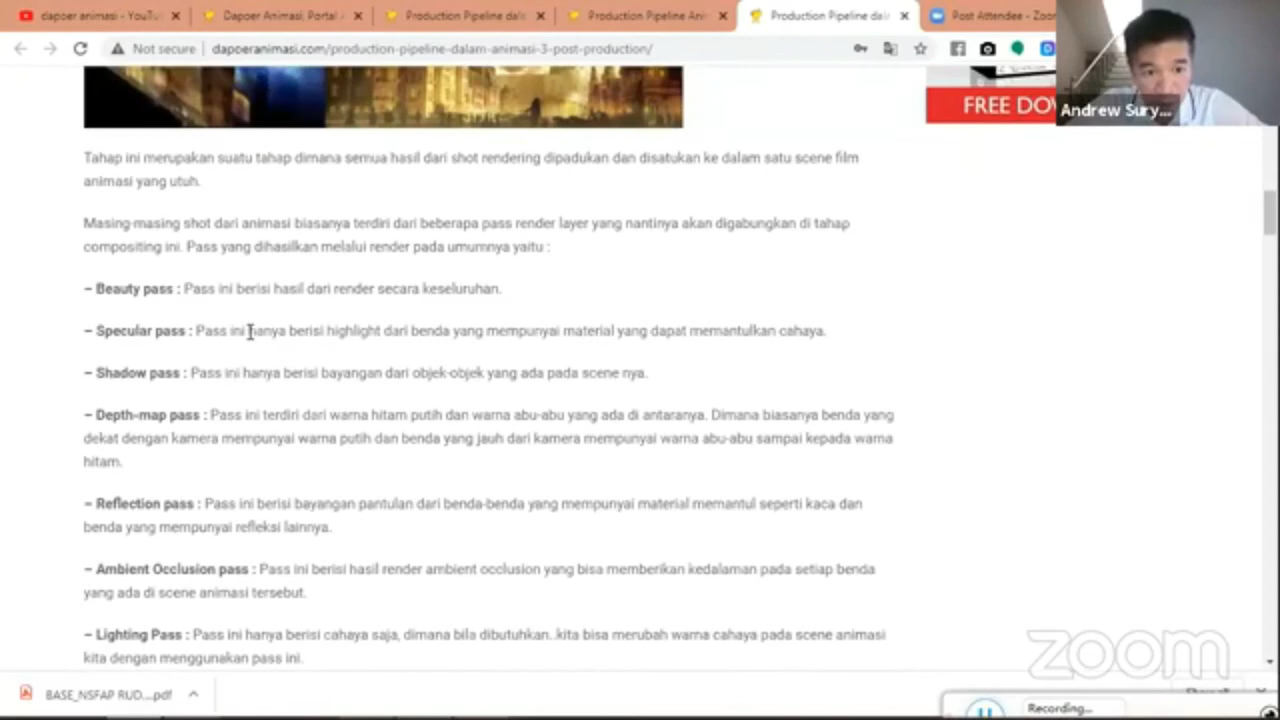 dapoer animasi - YouTu
Dapoer Animasi, Portal
Production Pipeline dala
Production Pipeline Ani
Production Pipeline dala
Post Attendee - Zoom
Not secure | dapoeranimasi.com/production-pipeline-dalam-animasi-3-post-production/
FREE DO
Andrew Sury...
Tahap ini merupakan suatu tahap dimana semua hasil dari shot rendering dipadukan dan disatukan ke dalam satu scene film
animasi yang utuh.
Masing-masing shot dari animasi biasanya terdiri dari beberapa pass render layer yang nantinya akan digabungkan di tahap
compositing ini. Pass yang dihasilkan melalui render pada umumnya yaitu :
– Beauty pass : Pass ini berisi hasil dari render secara keseluruhan.
– Specular pass : Pass ini hanya berisi highlight dari benda yang mempunyai material yang dapat memantulkan cahaya.
– Shadow pass : Pass ini hanya berisi bayangan dari objek-objek yang ada pada scene nya.
– Depth-map pass : Pass ini terdiri dari warna hitam putih dan warna abu-abu yang ada di antaranya. Dimana biasanya benda yang
dekat dengan kamera mempunyai warna putih dan benda yang jauh dari kamera mempunyai warna abu-abu sampai kepada warna
hitam.
– Reflection pass : Pass ini berisi bayangan pantulan dari benda-benda yang mempunyai material memantul seperti kaca dan
benda yang mempunyai refleksi lainnya.
– Ambient Occlusion pass : Pass ini berisi hasil render ambient occlusion yang bisa memberikan kedalaman pada setiap benda
yang ada di scene animasi tersebut.
– Lighting Pass : Pass ini hanya berisi cahaya saja, dimana bila dibutuhkan..kita bisa merubah warna cahaya pada scene animasi
kita dengan menggunakan pass ini.
zoom
BASE_NSFAP RUD....pdf
Recording...